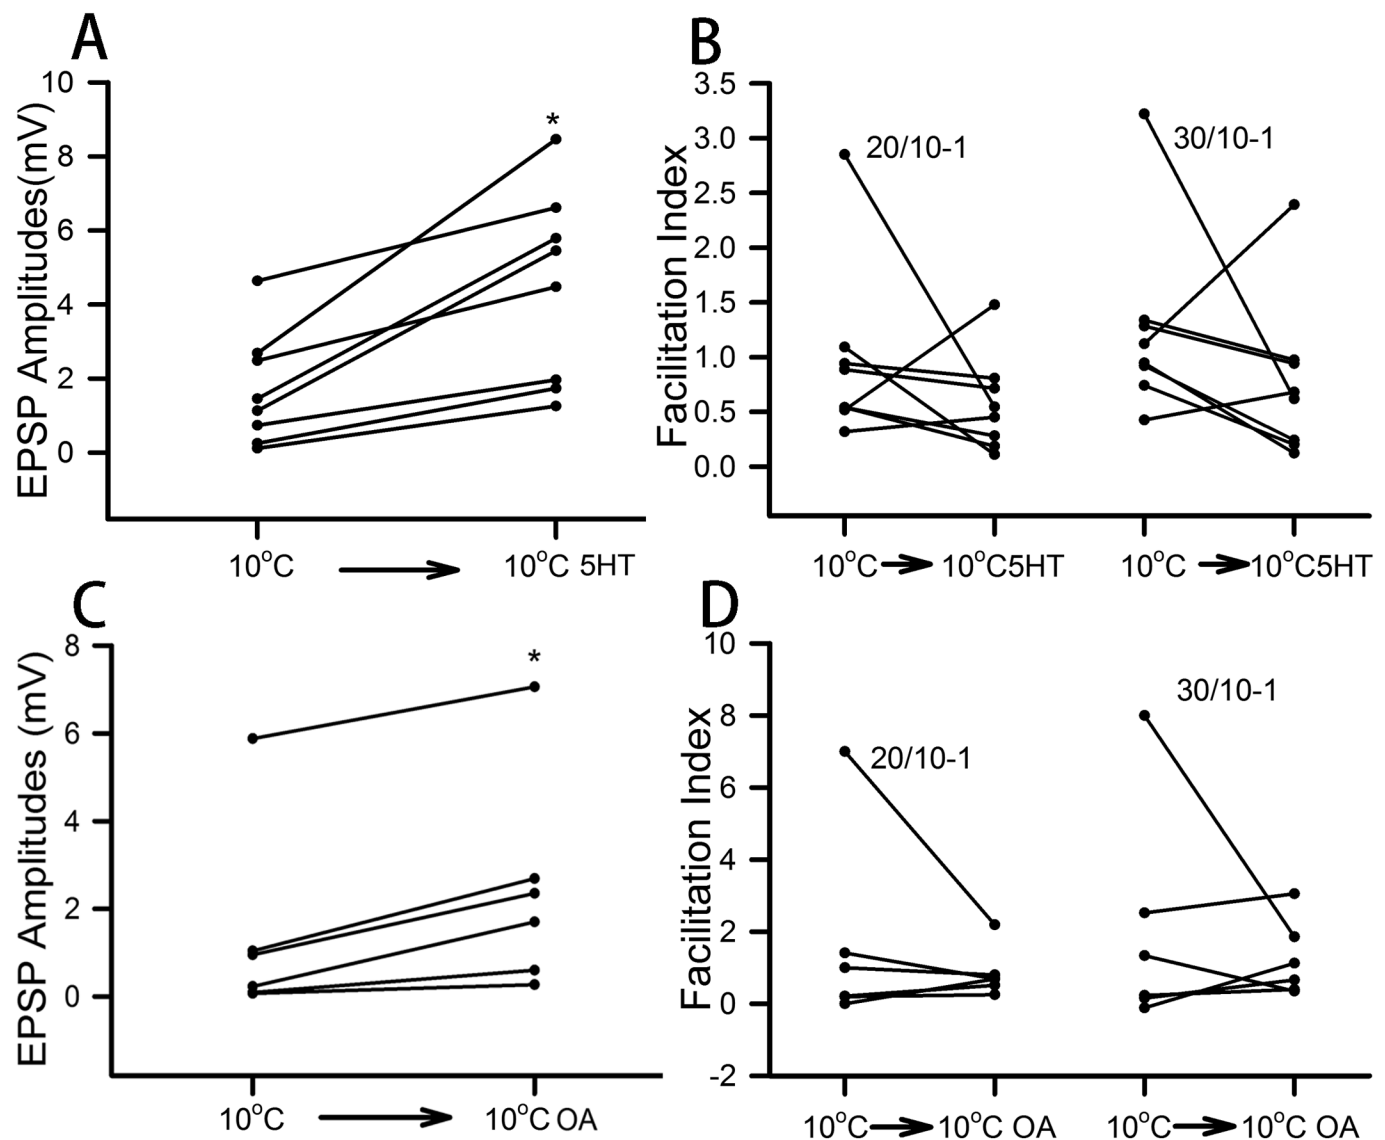 A
EPSP Amplitudes(mV)
10
8
6
4
2
0
*
10°C
10°C 5HT
B
Facilitation Index
3.5
3.0
2.5
2.0
1.5
1.0
0.5
0.0
20/10-1
30/10-1
10°C
10°C5HT
10°C
10°C5HT
C
EPSP Amplitudes (mV)
8
6
4
2
0
*
10°C
10°C OA
D
Facilitation Index
10
8
6
4
2
0
-2
20/10-1
30/10-1
10°C
10°C OA
10°C
10°C OA